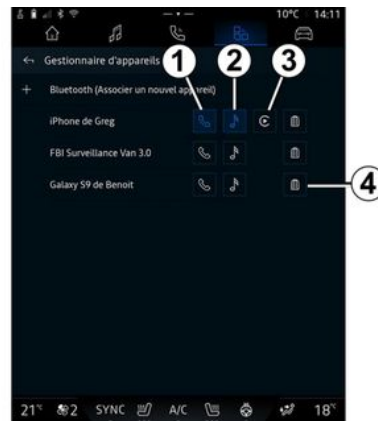 10°C 14:11
Gestionnaire d'appareils
1
2
3
+ Bluetooth (Associer un nouvel appareil)
iPhone de Greg
FBI Surveillance Van 3.0
Galaxy S9 de Benoit
4
21°C 2 SYNC A/C 18°C